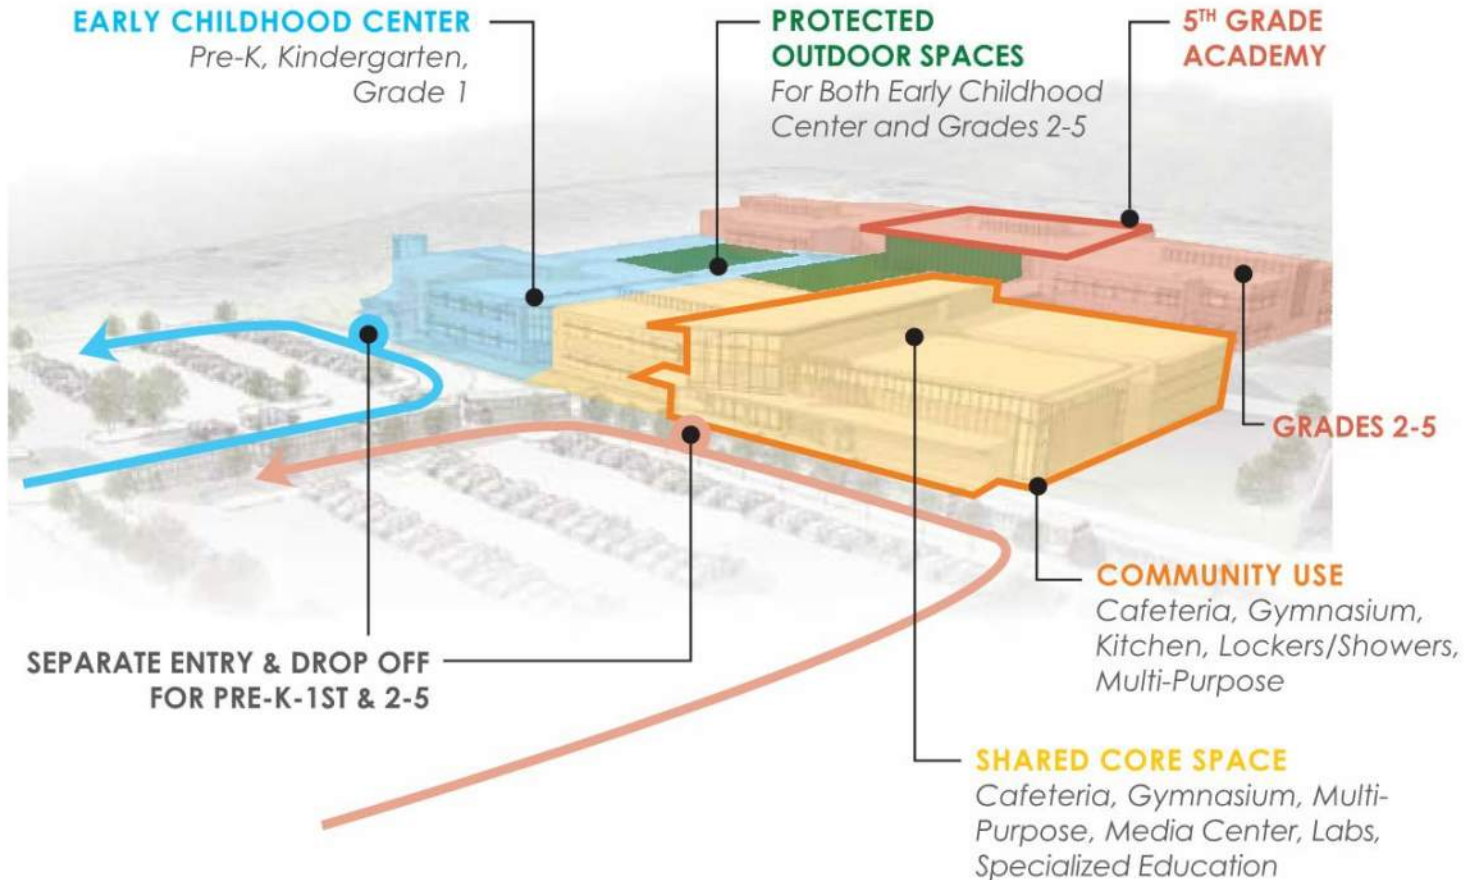 EARLY CHILDHOOD CENTER
Pre-K, Kindergarten,
Grade 1
PROTECTED
OUTDOOR SPACES
For Both Early Childhood
Center and Grades 2-5
5TH GRADE
ACADEMY
GRADES 2-5
COMMUNITY USE
Cafeteria, Gymnasium,
Kitchen, Lockers/Showers,
Multi-Purpose
SEPARATE ENTRY & DROP OFF
FOR PRE-K-1ST & 2-5
SHARED CORE SPACE
Cafeteria, Gymnasium, Multi-
Purpose, Media Center, Labs,
Specialized Education